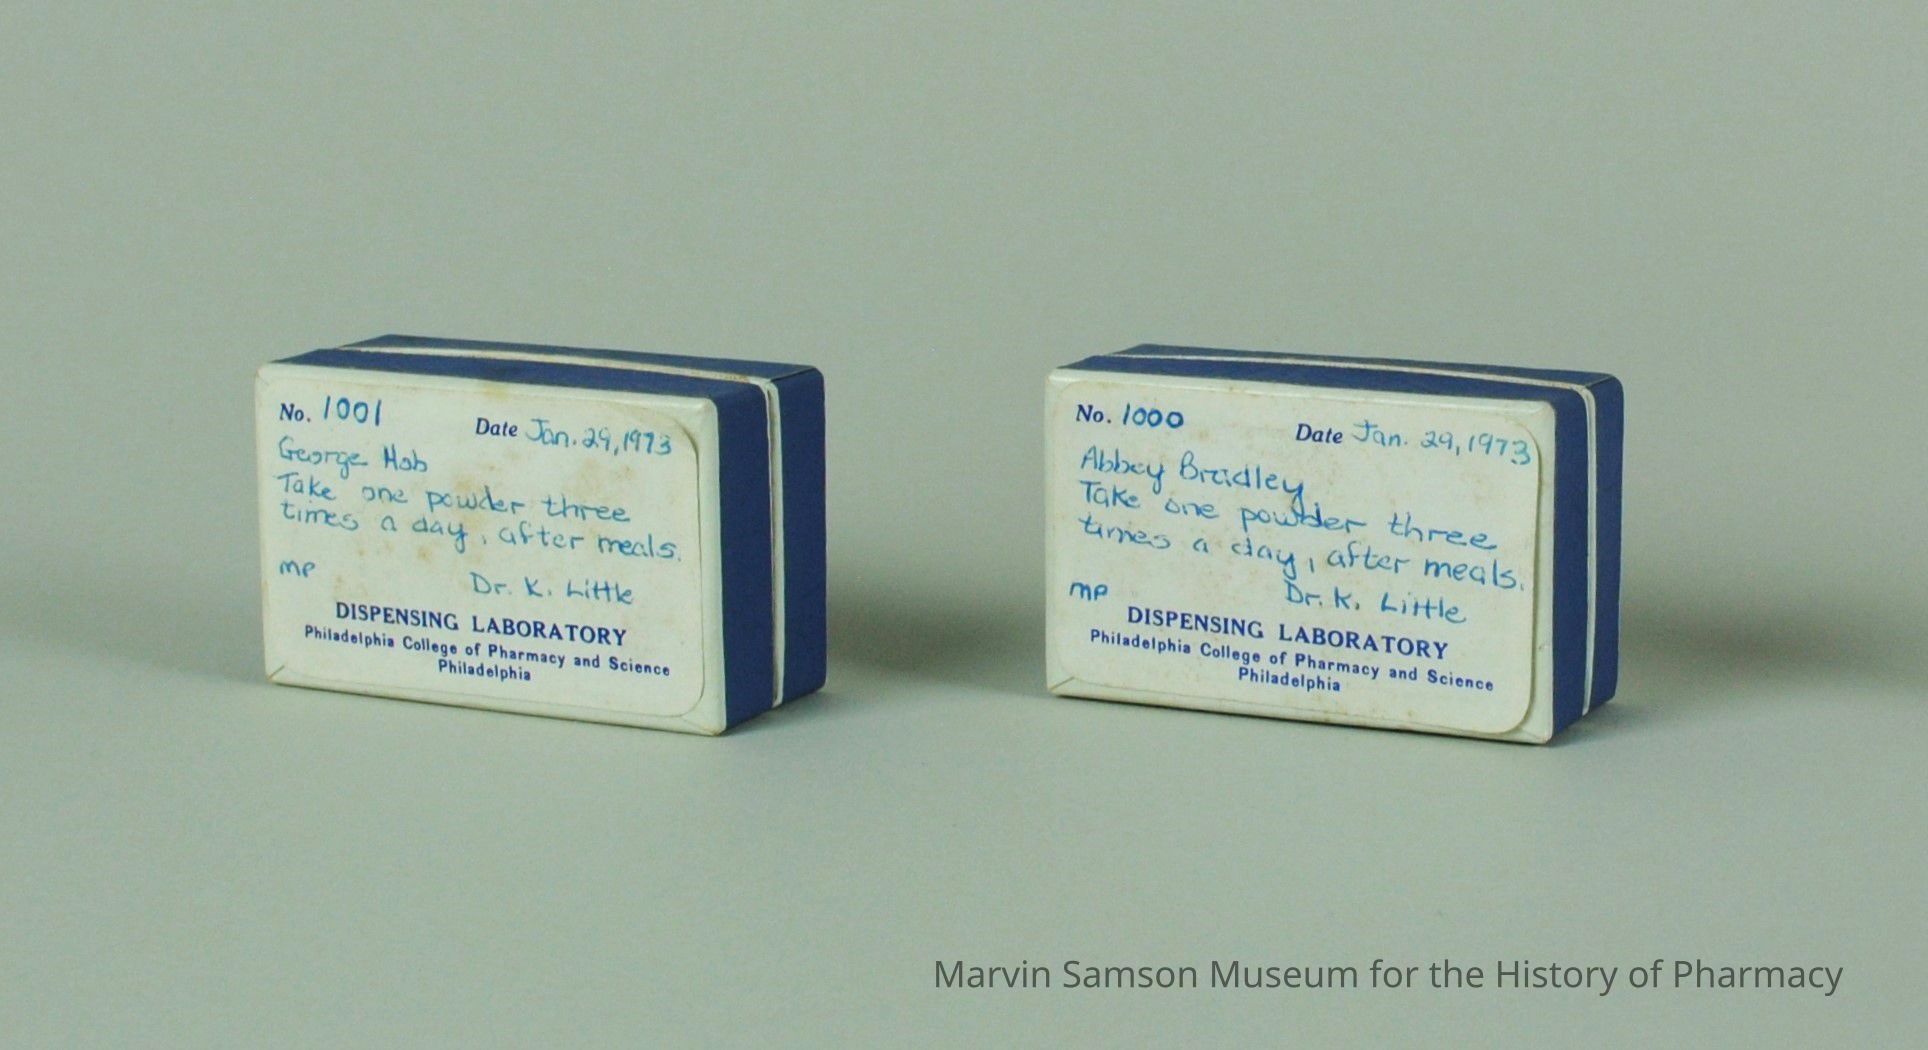 No. 1001 Date Jan. 29, 1973
George Hob
Take one powder three
times a day, after meals.
MP Dr. K. Little
DISPENSING LABORATORY
Philadelphia College of Pharmacy and Science
Philadelphia
No. 1000 Date Jan. 29, 1973
Abbey Bradley
Take one powder three
times a day, after meals.
MP Dr. K. Little
DISPENSING LABORATORY
Philadelphia College of Pharmacy and Science
Philadelphia
Marvin Samson Museum for the History of Pharmacy